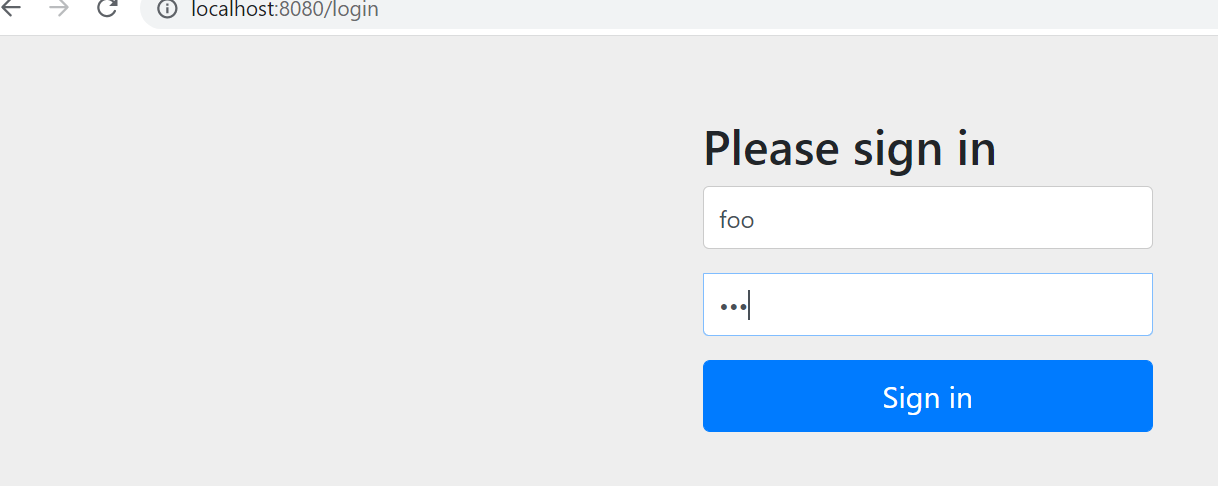 localhost:8080/login
Please sign in
foo
•••
Sign in